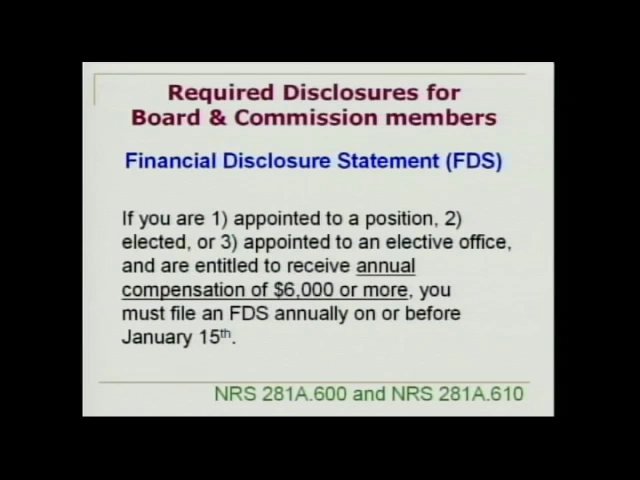 Required Disclosures for
Board & Commission members
Financial Disclosure Statement (FDS)
If you are 1) appointed to a position, 2)
elected, or 3) appointed to an elective office,
and are entitled to receive annual
compensation of $6,000 or more, you
must file an FDS annually on or before
January 15th.
NRS 281A.600 and NRS 281A.610